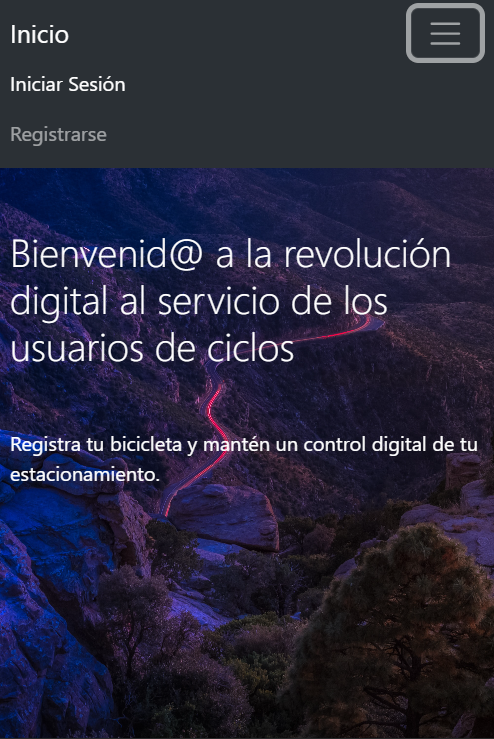 Inicio
Iniciar Sesión
Registrarse
Bienvenid@ a la revolución
digital al servicio de los
usuarios de ciclos
Registra tu bicicleta y mantén un control digital de tu
estacionamiento.